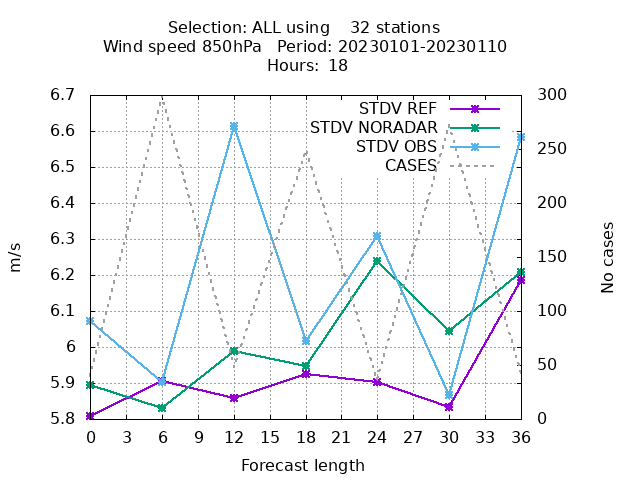 Selection: ALL using    32 stations
Wind speed 850hPa   Period: 20230101-20230110
Hours:  18
6.7
6.6
6.5
6.4
6.3
6.2
6.1
6
5.9
5.8
m/s
STDV REF
STDV NORADAR
STDV OBS
CASES
300
250
200
150
100
50
0
No cases
0 3 6 9 12 15 18 21 24 27 30 33 36
Forecast length